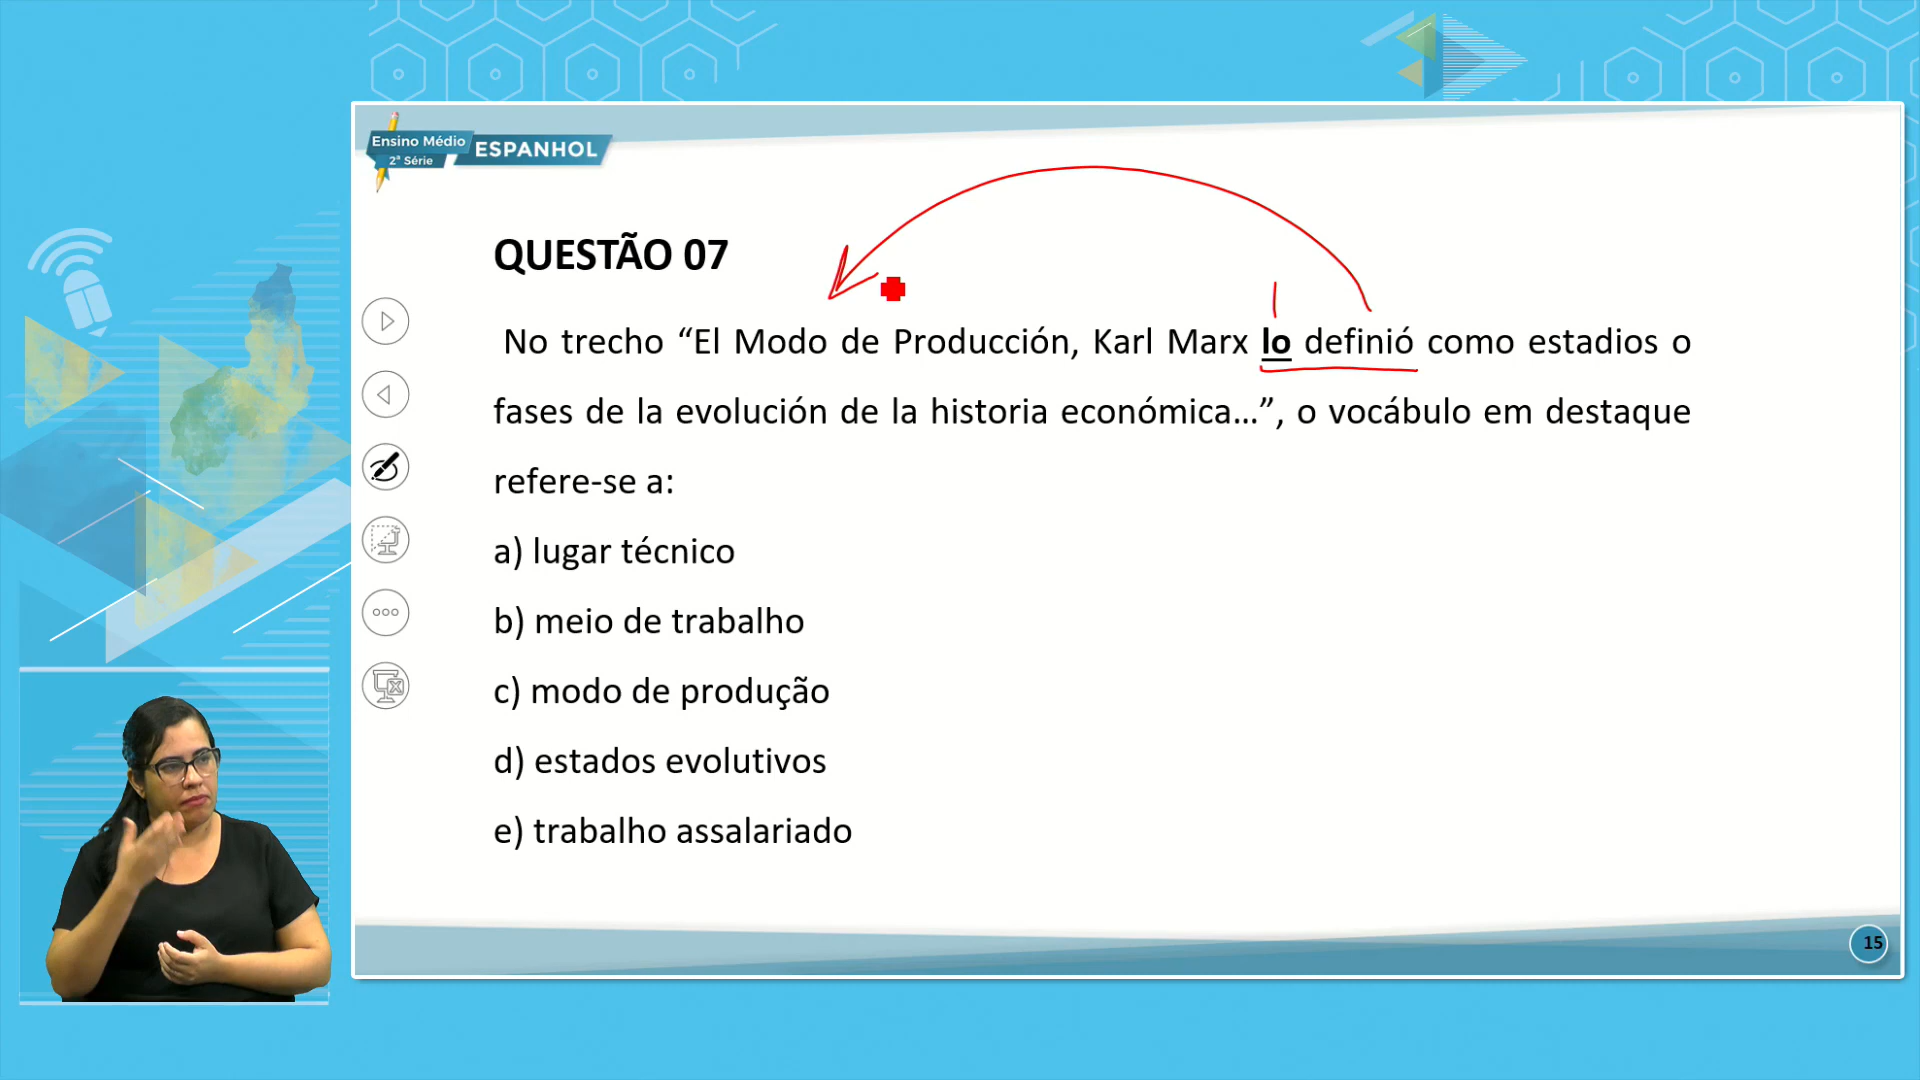 Ensino Médio
2ª Série
ESPANHOL
QUESTÃO 07
No trecho “El Modo de Producción, Karl Marx lo definió como estadios o
fases de la evolución de la historia económica...”, o vocábulo em destaque
refere-se a:
a) lugar técnico
b) meio de trabalho
c) modo de produção
d) estados evolutivos
e) trabalho assalariado
15